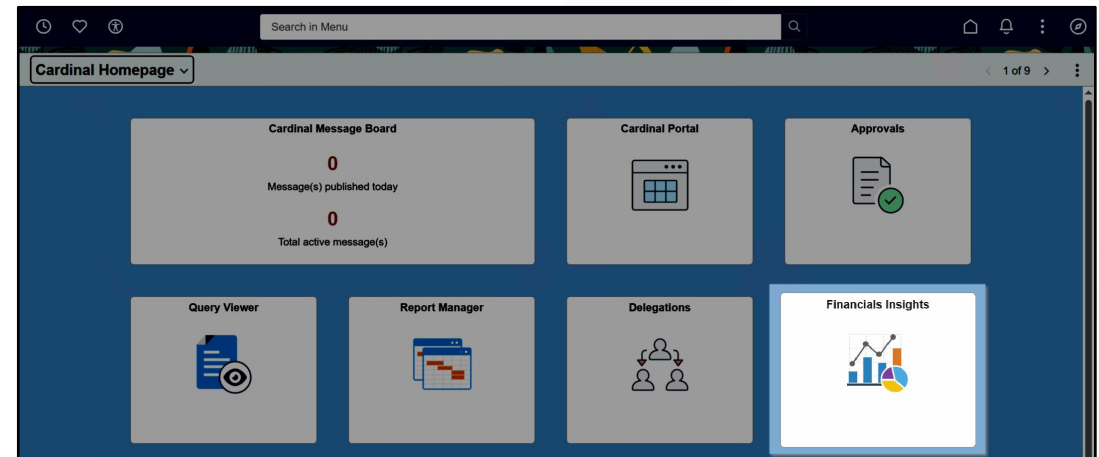 Search in Menu
Cardinal Homepage
1 of 9
Cardinal Message Board
0
Message(s) published today
0
Total active message(s)
Cardinal Portal
Approvals
Query Viewer
Report Manager
Delegations
Financials Insights